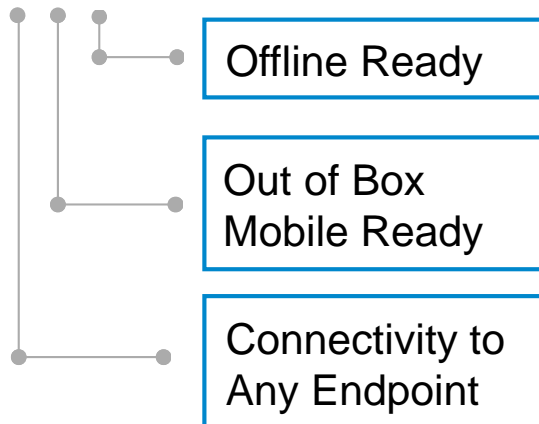 Offline Ready
Out of Box
Mobile Ready
Connectivity to
Any Endpoint